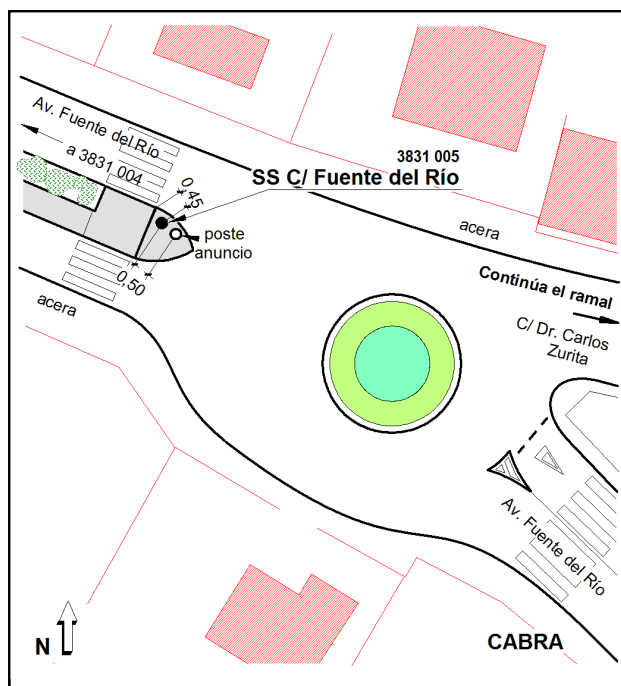 Av. Fuente del Río
a 3831 004
3831 005
SS C/ Fuente del Río
0,45
poste
anuncio
0,50
acera
acera
Continúa el ramal
C/ Dr. Carlos
Zurita
Av. Fuente del Río
N
CABRA